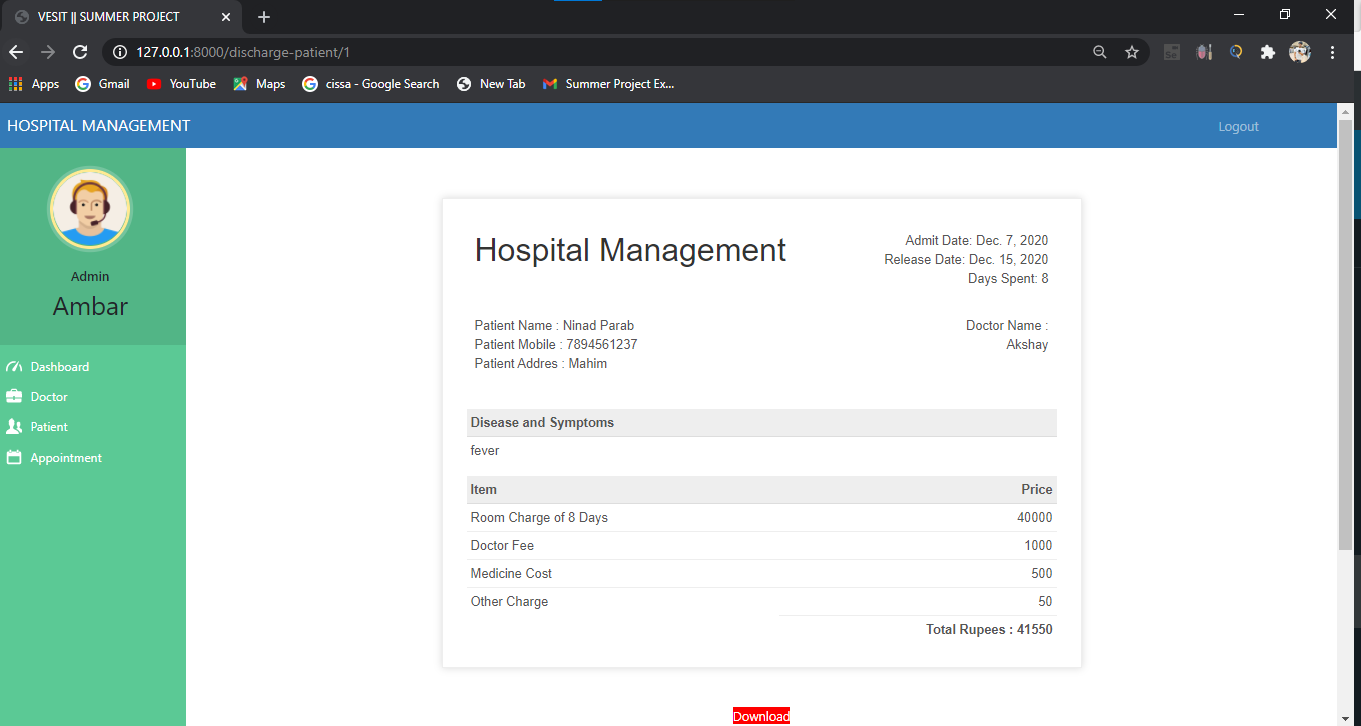 VESIT || SUMMER PROJECT
127.0.0.1:8000/discharge-patient/1
Apps Gmail YouTube Maps cissa - Google Search New Tab Summer Project Ex...
HOSPITAL MANAGEMENT Logout
Admin
Ambar
Dashboard
Doctor
Patient
Appointment
Hospital Management
Admit Date: Dec. 7, 2020
Release Date: Dec. 15, 2020
Days Spent: 8
Patient Name : Ninad Parab
Patient Mobile : 7894561237
Patient Addres : Mahim
Doctor Name :
Akshay
Disease and Symptoms
fever
Item Price
Room Charge of 8 Days 40000
Doctor Fee 1000
Medicine Cost 500
Other Charge 50
Total Rupees : 41550
Download